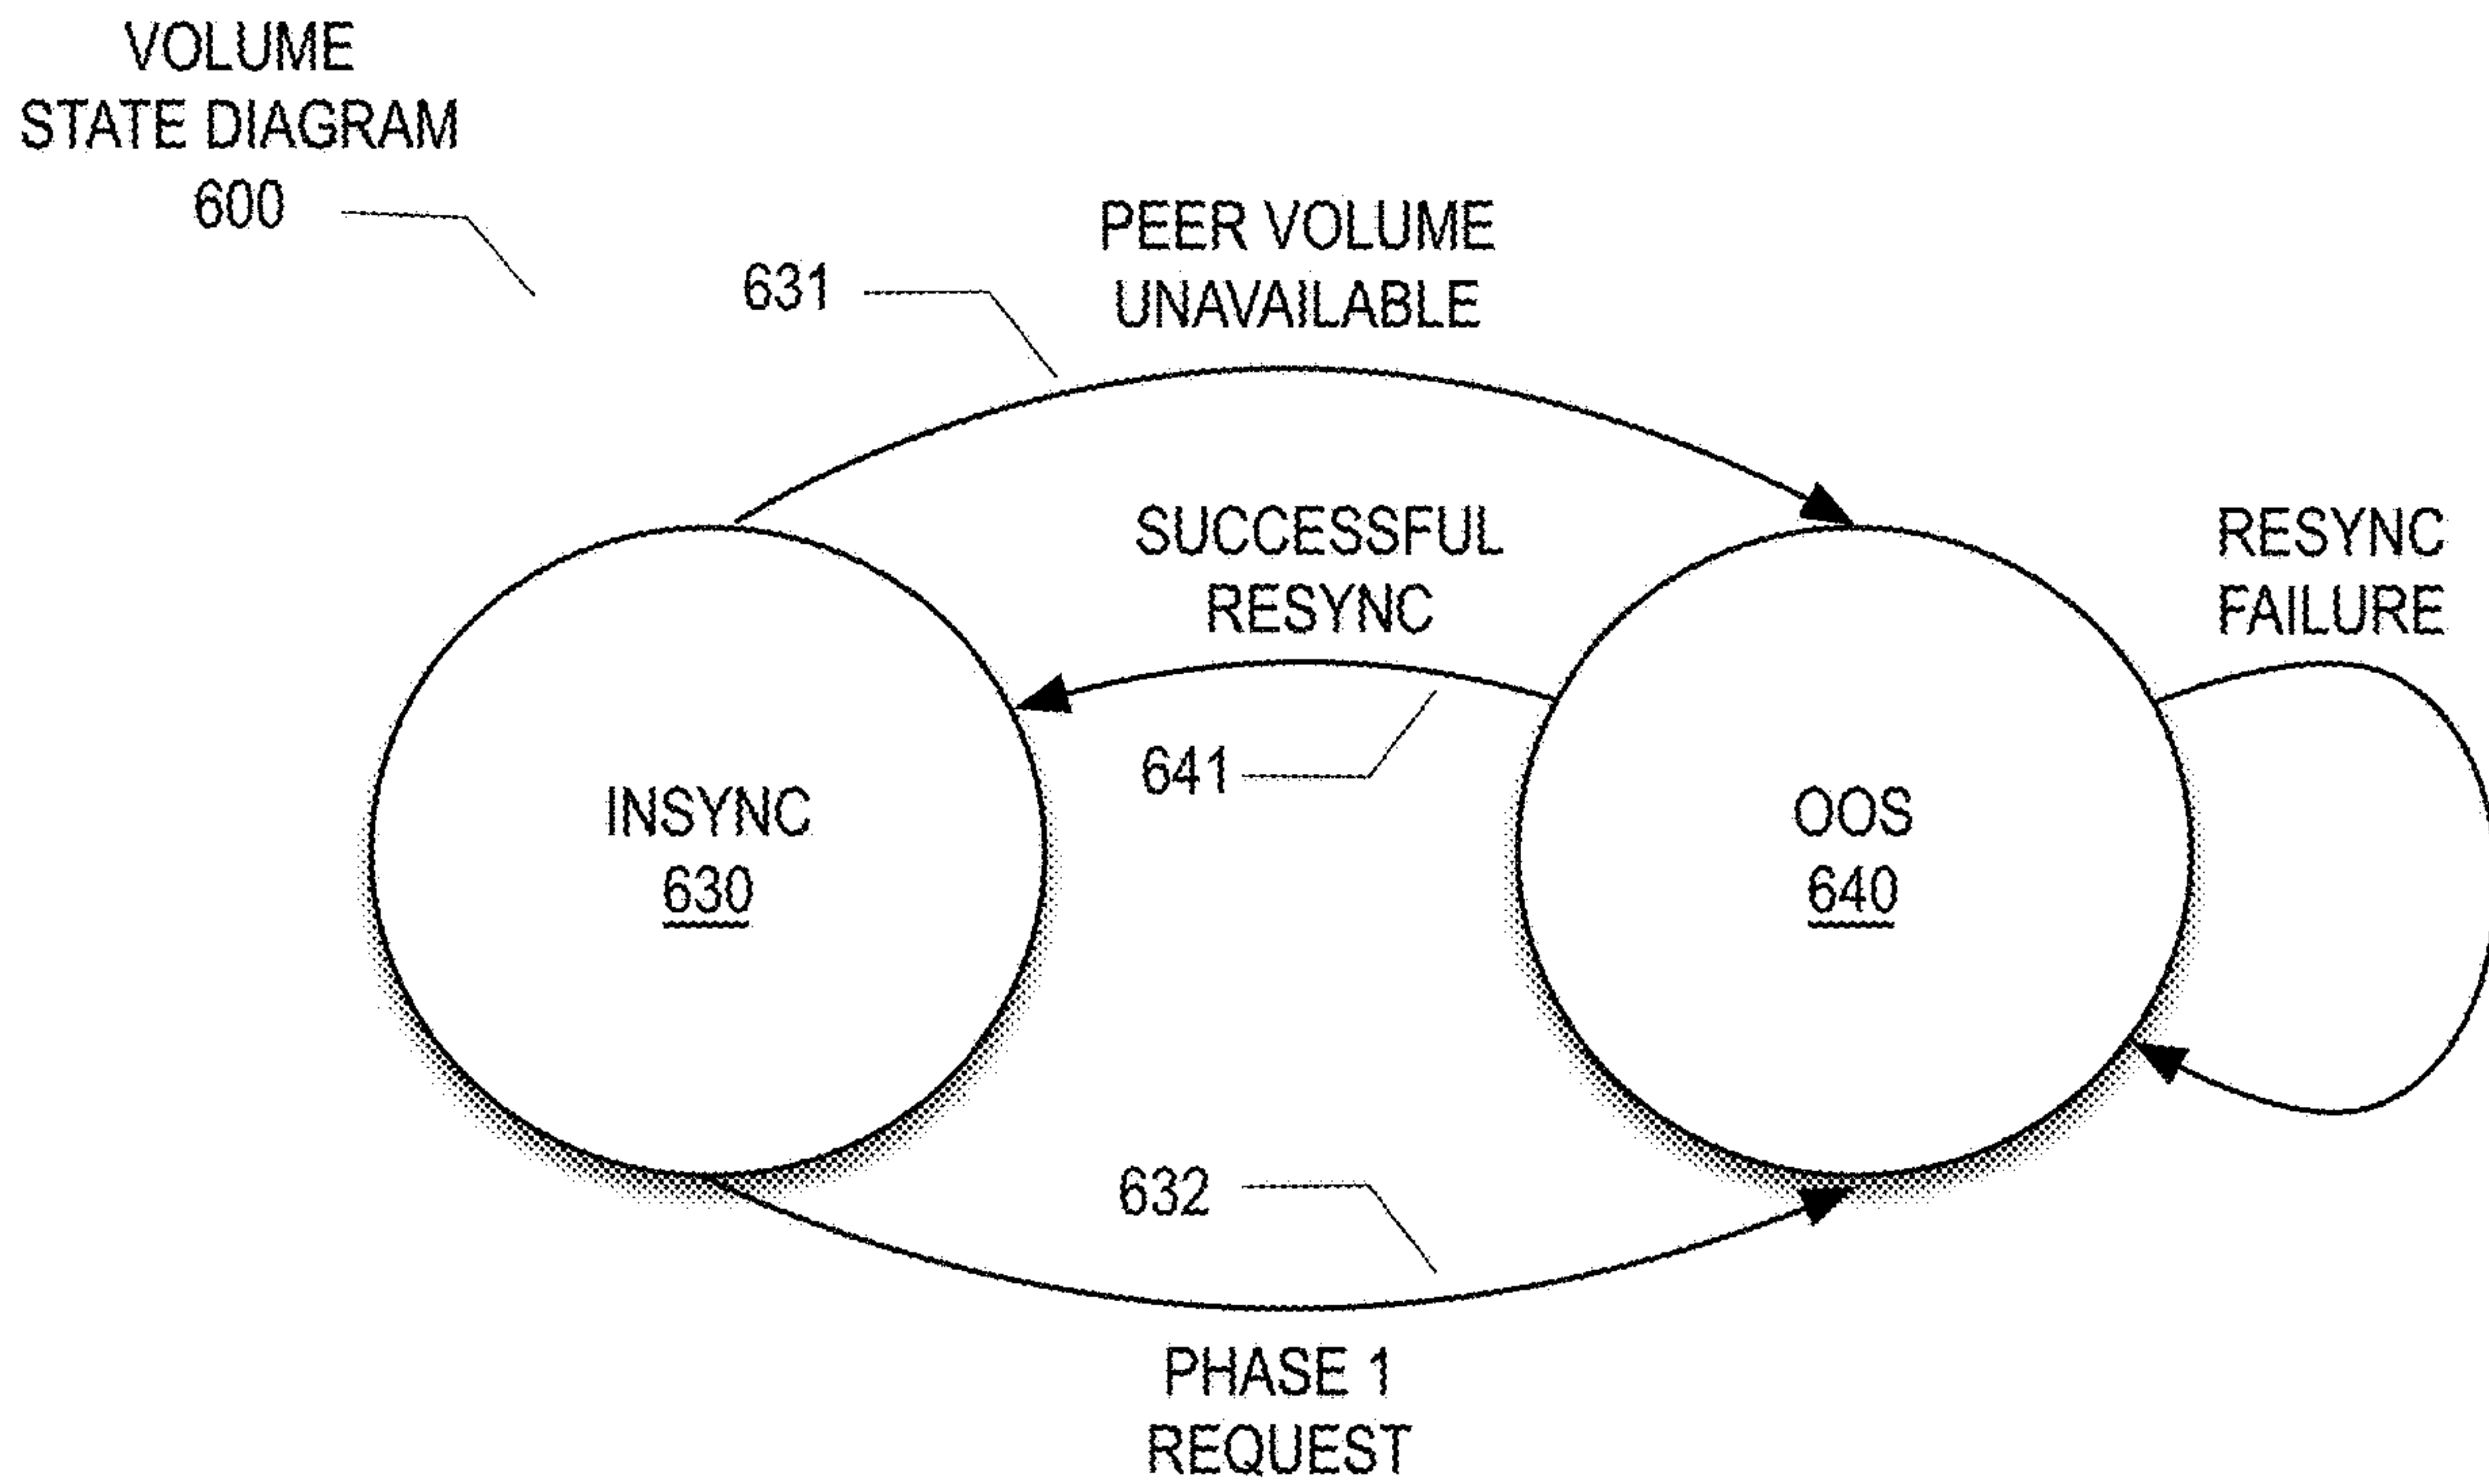 VOLUME
STATE DIAGRAM
600
PEER VOLUME
UNAVAILABLE
631
SUCCESSFUL
RESYNC
RESYNC
FAILURE
641
INSYNC
630
OOS
640
632
PHASE 1
REQUEST